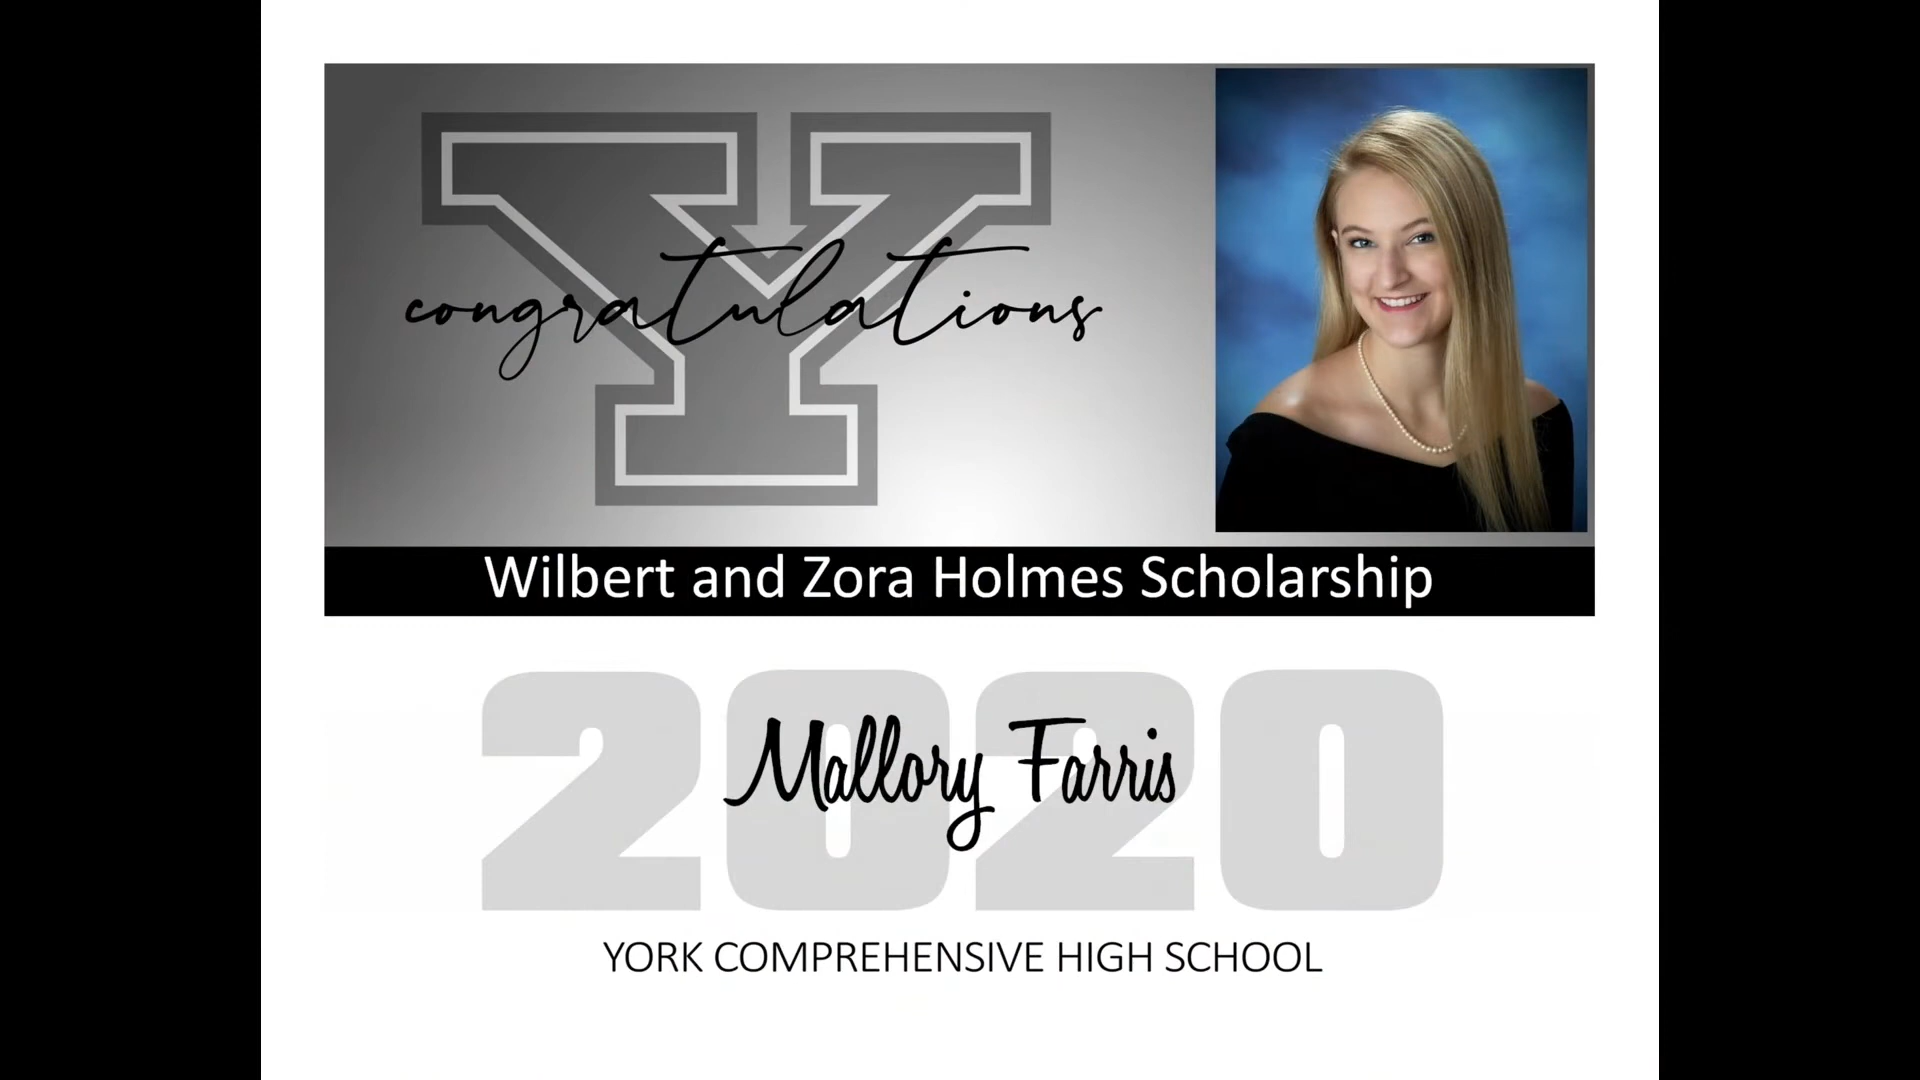 Y
congratulations
Wilbert and Zora Holmes Scholarship
2020
Mallory Farris
YORK COMPREHENSIVE HIGH SCHOOL